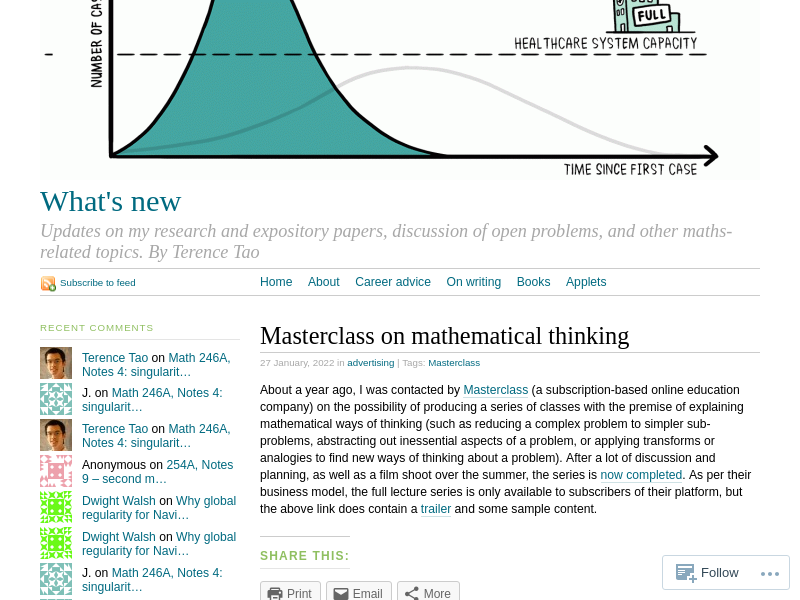 NUMBER OF CAS
FULL
HEALTHCARE SYSTEM CAPACITY
TIME SINCE FIRST CASE
What's new
Updates on my research and expository papers, discussion of open problems, and other maths-
related topics. By Terence Tao
Subscribe to feed
Home About Career advice On writing Books Applets
RECENT COMMENTS
Terence Tao on Math 246A,
Notes 4: singularit…
J. on Math 246A, Notes 4:
singularit…
Terence Tao on Math 246A,
Notes 4: singularit…
Anonymous on 254A, Notes
9 – second m…
Dwight Walsh on Why global
regularity for Navi…
Dwight Walsh on Why global
regularity for Navi…
J. on Math 246A, Notes 4:
singularit…
Masterclass on mathematical thinking
27 January, 2022 in advertising | Tags: Masterclass
About a year ago, I was contacted by Masterclass (a subscription-based online education
company) on the possibility of producing a series of classes with the premise of explaining
mathematical ways of thinking (such as reducing a complex problem to simpler sub-
problems, abstracting out inessential aspects of a problem, or applying transforms or
analogies to find new ways of thinking about a problem). After a lot of discussion and
planning, as well as a film shoot over the summer, the series is now completed. As per their
business model, the full lecture series is only available to subscribers of their platform, but
the above link does contain a trailer and some sample content.
SHARE THIS:
Print Email More
Follow